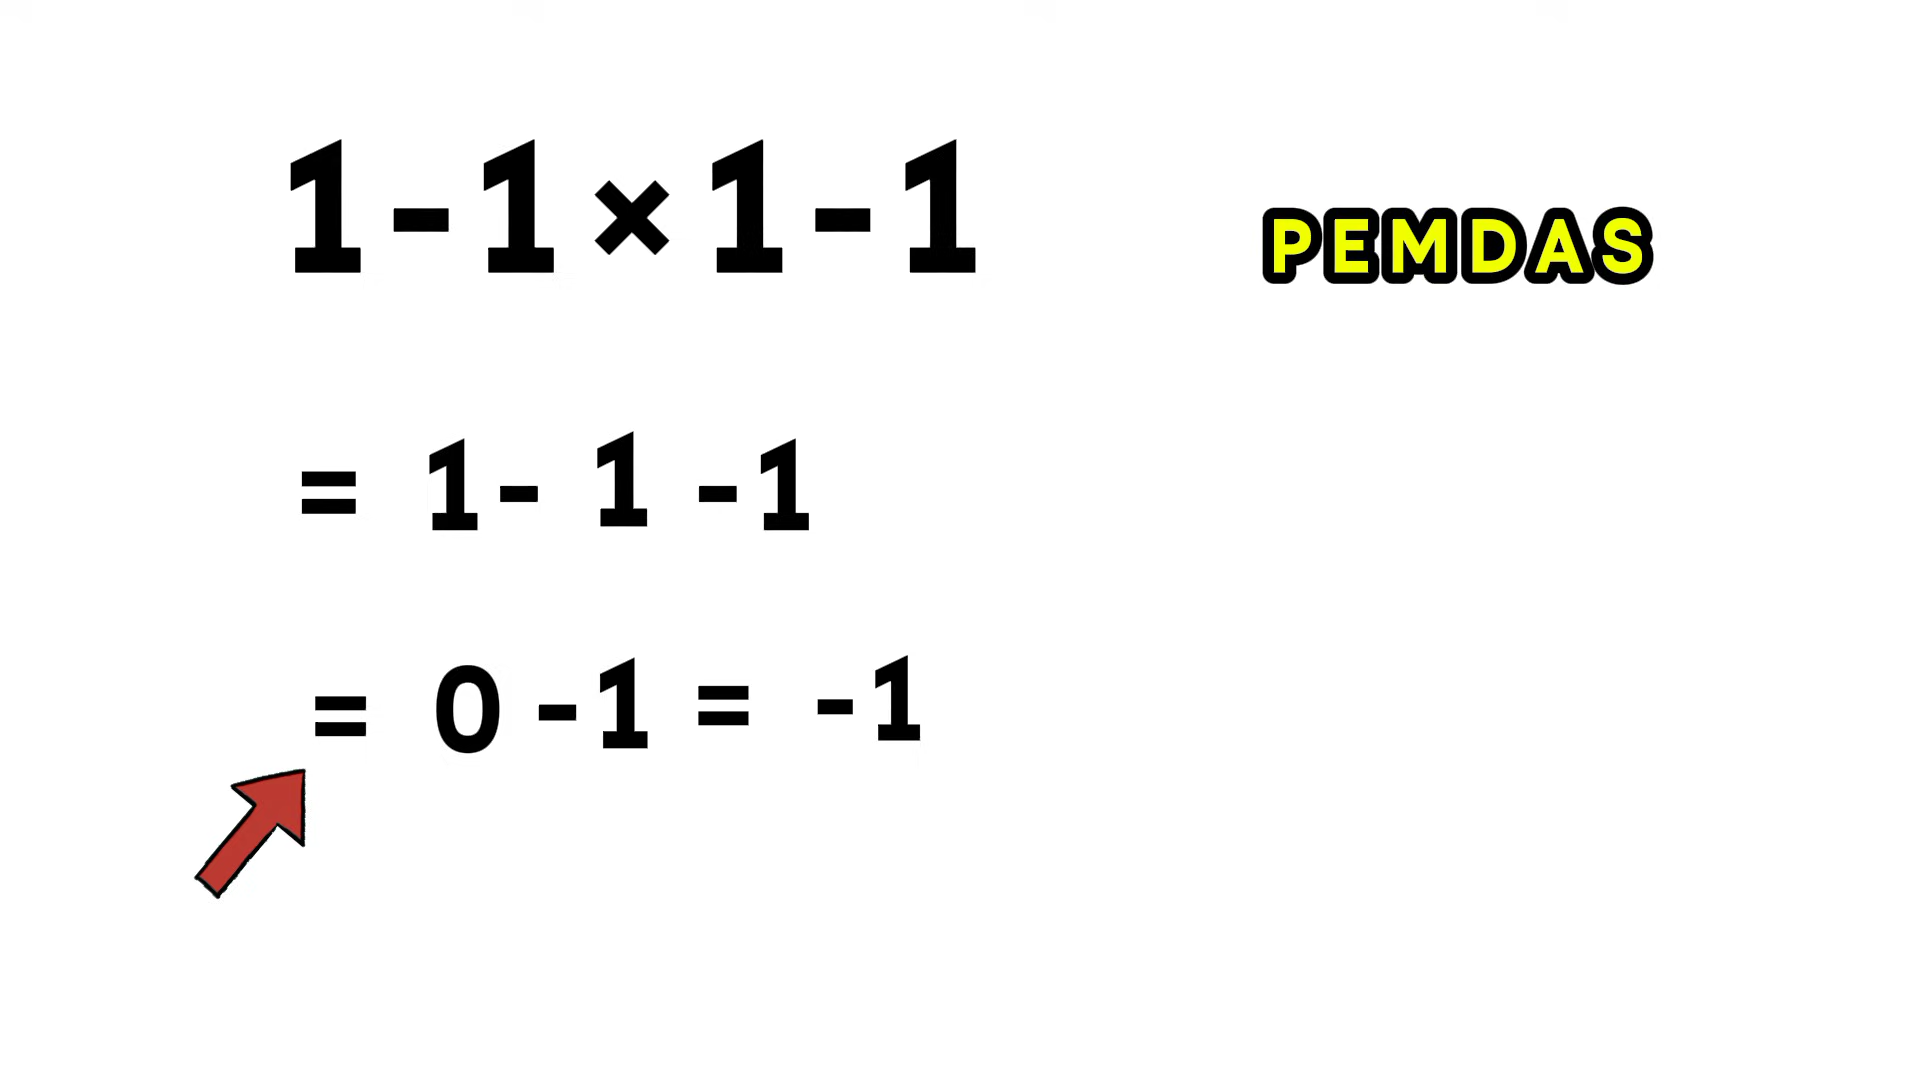 1-1×1-1
PEMDAS
= 1- 1 -1
= 0 -1 = -1